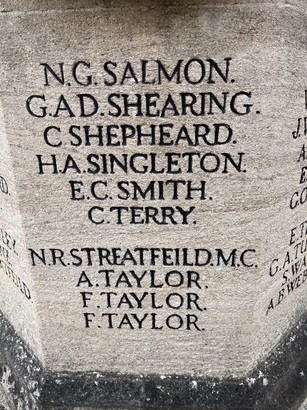 N.G. SALMON.
G.A.D. SHEARING.
C SHEPHEARD.
H.A. SINGLETON.
E.C. SMITH.
C. TERRY.
N.R. STREATFEILD. M.C.
A. TAYLOR.
F. TAYLOR.
F. TAYLOR.